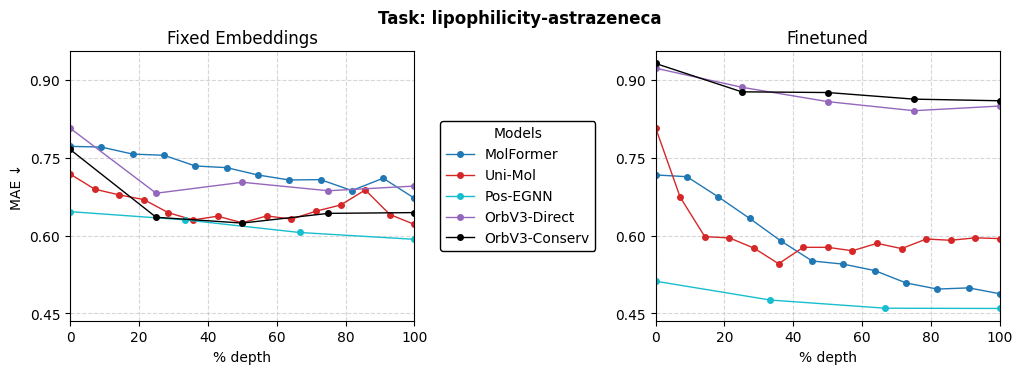 Task: lipophilicity-astrazeneca
Fixed Embeddings
MAE ↓
0.90
0.75
0.60
0.45
0 20 40 60 80 100
% depth
Models
MolFormer
Uni-Mol
Pos-EGNN
OrbV3-Direct
OrbV3-Conserv
Finetuned
0.90
0.75
0.60
0.45
0 20 40 60 80 100
% depth